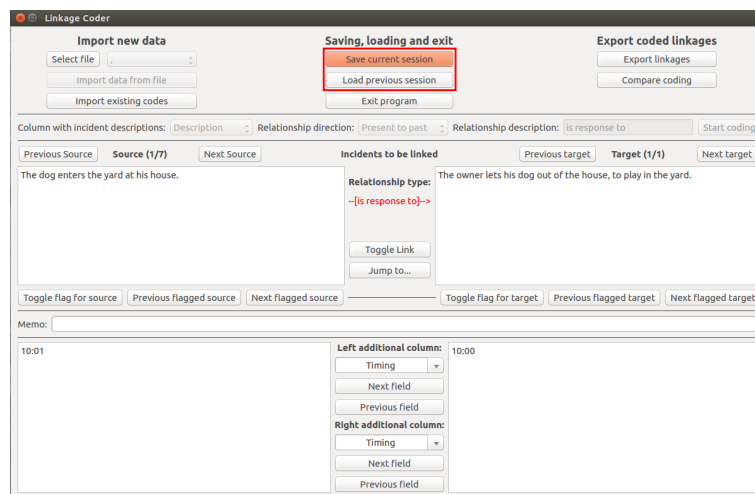 Linkage Coder
Import new data Saving, loading and exit Export coded linkages
Select file , Save current session Export linkages
Import data from file Load previous session Compare coding
Import existing codes Exit program
Column with incident descriptions: Description Relationship direction: Present to past Relationship description: is response to Start coding
Previous Source Source (1/7) Next Source Incidents to be linked Previous target Target (1/1) Next target
The dog enters the yard at his house. Relationship type: The owner lets his dog out of the house, to play in the yard.
--[is response to]-->
Toggle Link
Jump to...
Toggle flag for source Previous flagged source Next flagged source Toggle flag for target Previous flagged target Next flagged target
Memo:
10:01 Left additional column: 10:00
Timing
Next field
Previous field
Right additional column:
Timing
Next field
Previous field